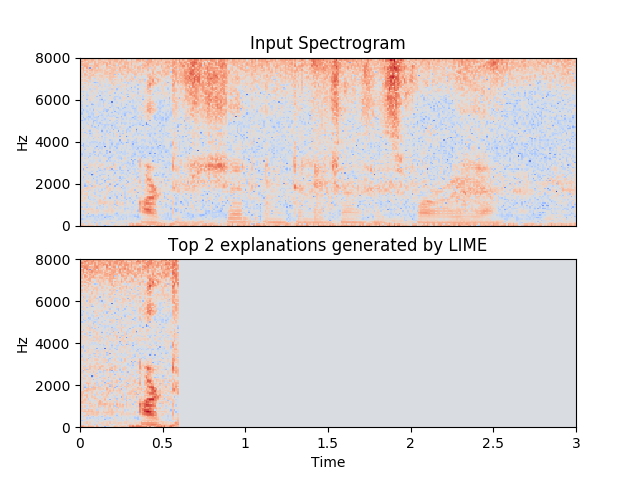 Input Spectrogram
8000
6000
4000
2000
0
Hz
Top 2 explanations generated by LIME
8000
6000
4000
2000
0
Hz
0 0.5 1 1.5 2 2.5 3
Time